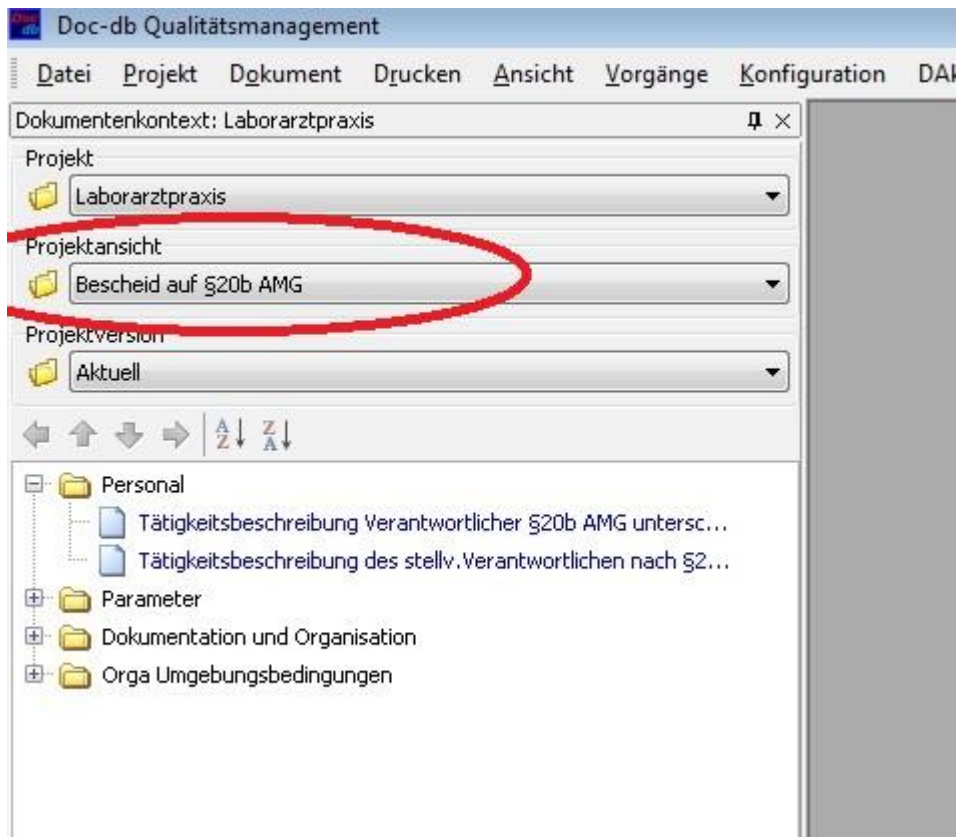 Doc-db Qualitätsmanagement
Datei Projekt Dokument Drucken Ansicht Vorgänge Konfiguration
Dokumentenkontext: Laborarztpraxis
Projekt
Laborarztpraxis
Projektansicht
Bescheid auf §20b AMG
Projektversion
Aktuell
Personal
Tätigkeitsbeschreibung Verantwortlicher §20b AMG untersc...
Tätigkeitsbeschreibung des stellv.Verantwortlichen nach §2...
Parameter
Dokumentation und Organisation
Orga Umgebungsbedingungen